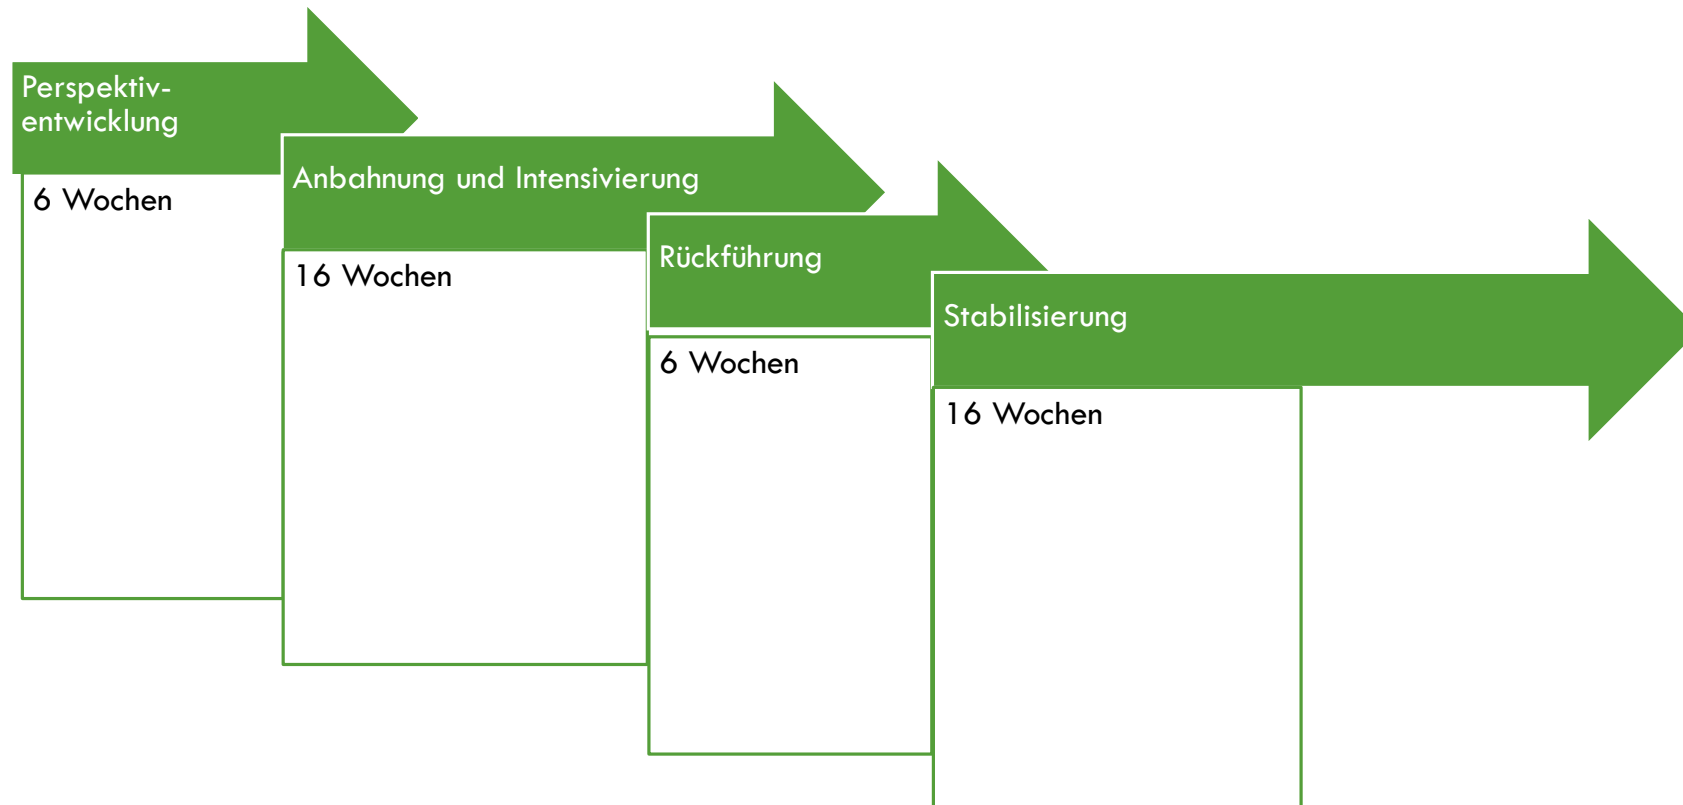 Perspektiv-
entwicklung
6 Wochen
Anbahnung und Intensivierung
16 Wochen
Rückführung
6 Wochen
Stabilisierung
16 Wochen